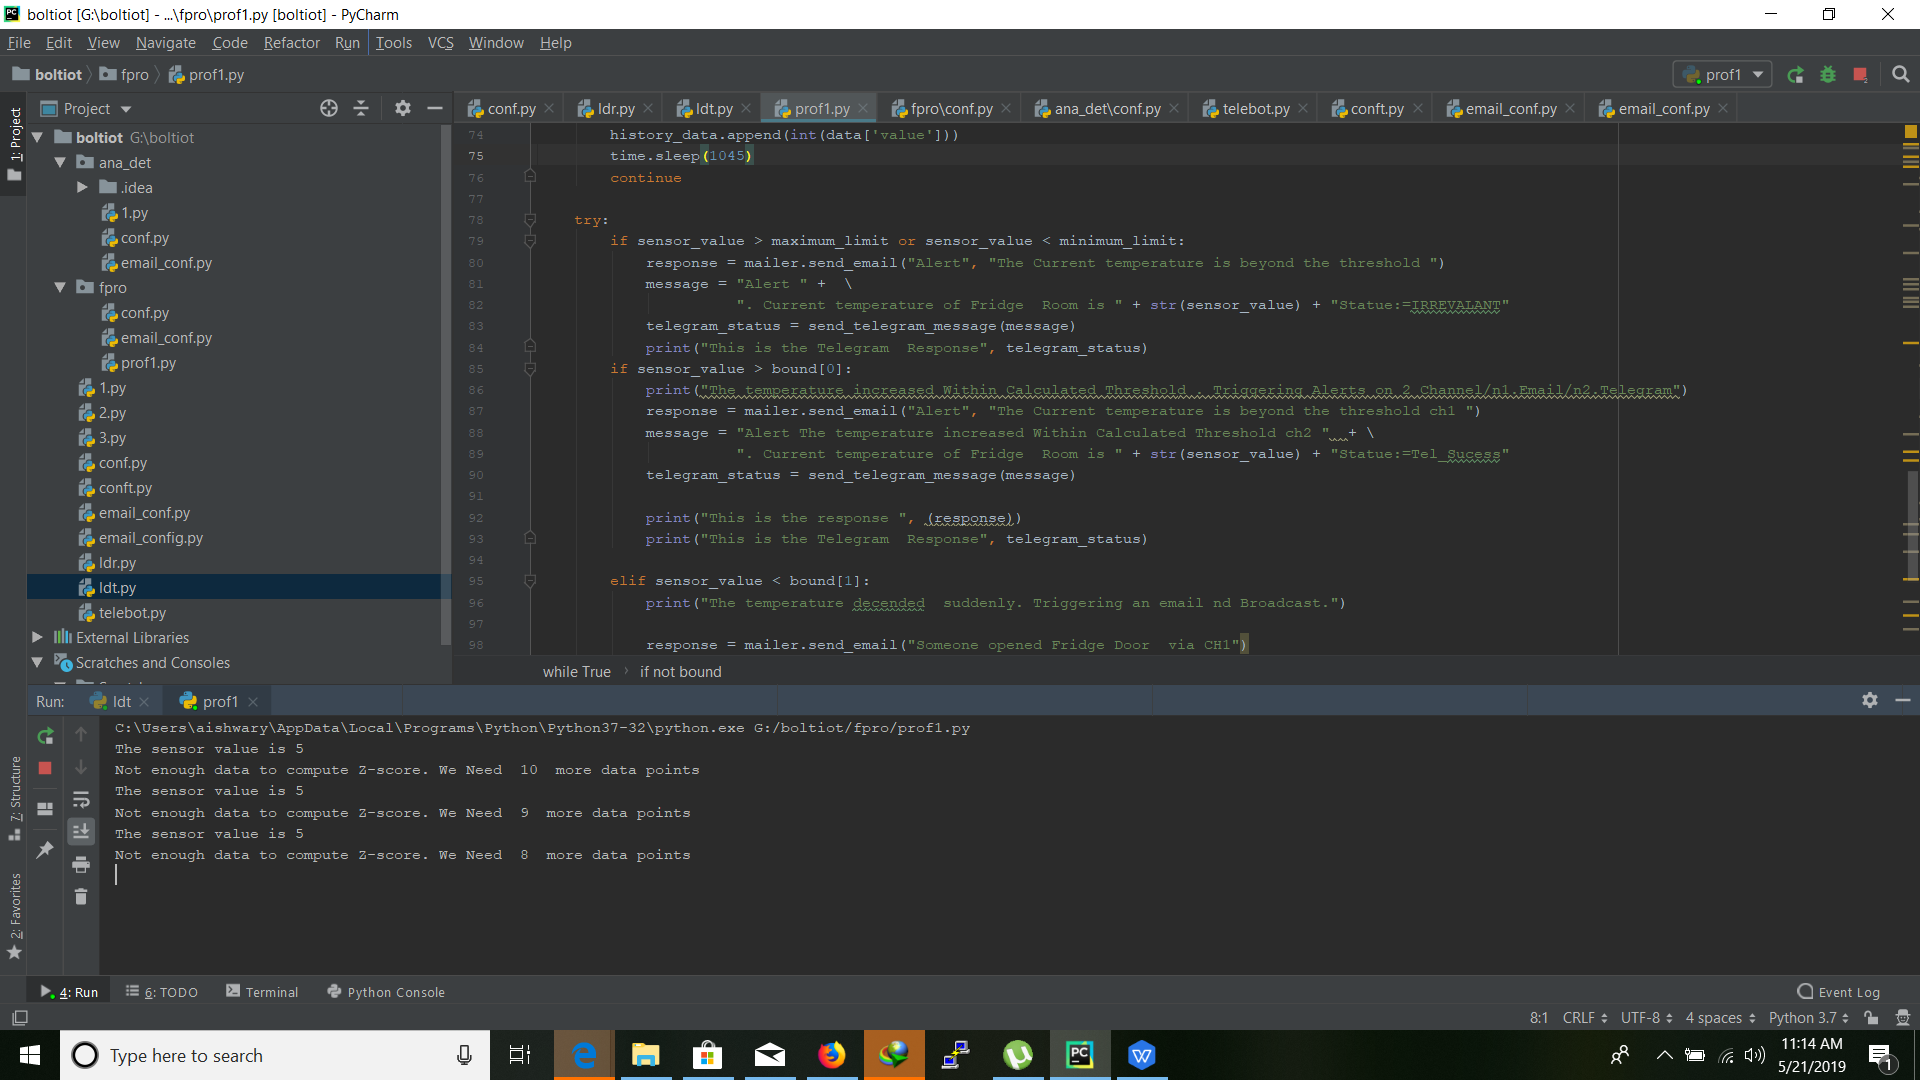 boltiot [G:\boltiot] - ...\fpro\prof1.py [boltiot] - PyCharm
File Edit View Navigate Code Refactor Run Tools VCS Window Help
boltiot fpro prof1.py
prof1
1: Project
Project
conf.py ldr.py ldt.py prof1.py fpro\conf.py ana_det\conf.py telebot.py conft.py email_conf.py email_conf.py
boltiot G:\boltiot
ana_det
.idea
1.py
conf.py
email_conf.py
fpro
conf.py
email_conf.py
prof1.py
1.py
2.py
3.py
conf.py
conft.py
email_conf.py
email_config.py
ldr.py
ldt.py
telebot.py
External Libraries
Scratches and Consoles
74 history_data.append(int(data['value']))
75 time.sleep(1045)
76 continue
77
78 try:
79 if sensor_value > maximum_limit or sensor_value < minimum_limit:
80 response = mailer.send_email("Alert", "The Current temperature is beyond the threshold ")
81 message = "Alert " + \
82 ". Current temperature of Fridge  Room is " + str(sensor_value) + "Statue:=IRREVALANT"
83 telegram_status = send_telegram_message(message)
84 print("This is the Telegram  Response", telegram_status)
85 if sensor_value > bound[0]:
86 print("The temperature increased Within Calculated Threshold . Triggering Alerts on 2 Channel/n1.Email/n2.Telegram")
87 response = mailer.send_email("Alert", "The Current temperature is beyond the threshold ch1 ")
88 message = "Alert The temperature increased Within Calculated Threshold ch2 "  + \
89 ". Current temperature of Fridge  Room is " + str(sensor_value) + "Statue:=Tel_Sucess"
90 telegram_status = send_telegram_message(message)
91
92 print("This is the response ", (response))
93 print("This is the Telegram  Response", telegram_status)
94
95 elif sensor_value < bound[1]:
96 print("The temperature decended  suddenly. Triggering an email nd Broadcast.")
97
98 response = mailer.send_email("Someone opened Fridge Door  via CH1")
while True if not bound
Run: ldt prof1
C:\Users\aishwary\AppData\Local\Programs\Python\Python37-32\python.exe G:/boltiot/fpro/prof1.py
The sensor value is 5
Not enough data to compute Z-score. We Need  10  more data points
The sensor value is 5
Not enough data to compute Z-score. We Need  9  more data points
The sensor value is 5
Not enough data to compute Z-score. We Need  8  more data points
7: Structure
2: Favorites
4: Run 6: TODO Terminal Python Console Event Log
8:1 CRLF UTF-8 4 spaces Python 3.7
Type here to search
11:14 AM
5/21/2019
1